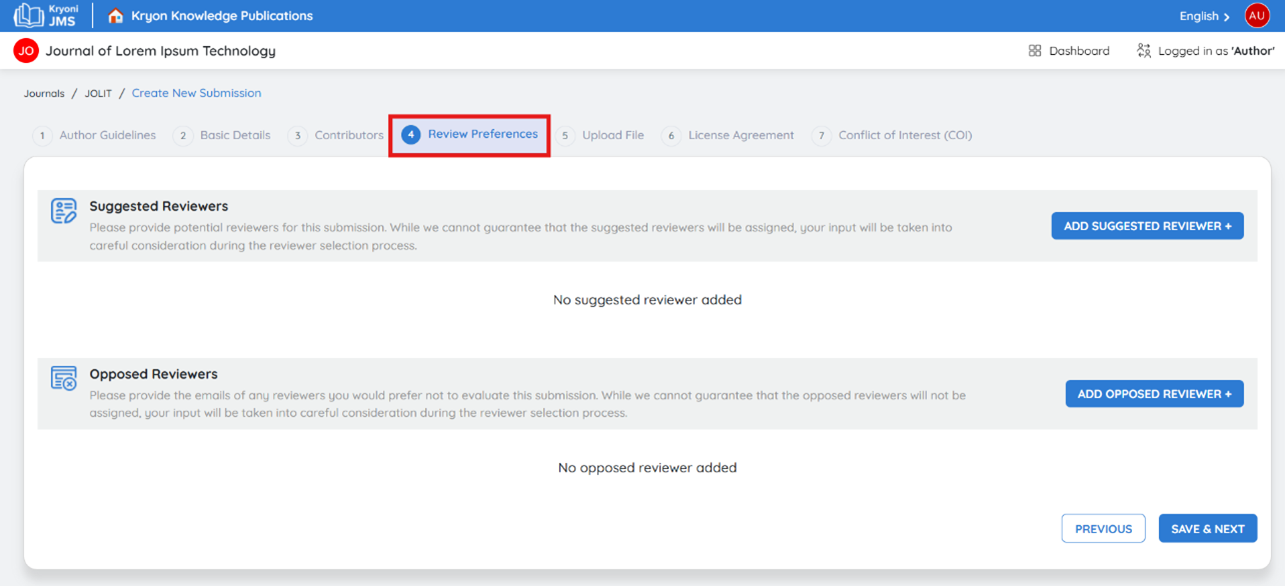 Kryoni
JMS
Kryon Knowledge Publications
English
AU
JO
Journal of Lorem Ipsum Technology
Dashboard
Logged in as 'Author'
Journals / JOLIT / Create New Submission
1 Author Guidelines
2 Basic Details
3 Contributors
4 Review Preferences
5 Upload File
6 License Agreement
7 Conflict of Interest (COI)
Suggested Reviewers
Please provide potential reviewers for this submission. While we cannot guarantee that the suggested reviewers will be assigned, your input will be taken into
careful consideration during the reviewer selection process.
ADD SUGGESTED REVIEWER +
No suggested reviewer added
Opposed Reviewers
Please provide the emails of any reviewers you would prefer not to evaluate this submission. While we cannot guarantee that the opposed reviewers will not be
assigned, your input will be taken into careful consideration during the reviewer selection process.
ADD OPPOSED REVIEWER +
No opposed reviewer added
PREVIOUS
SAVE & NEXT